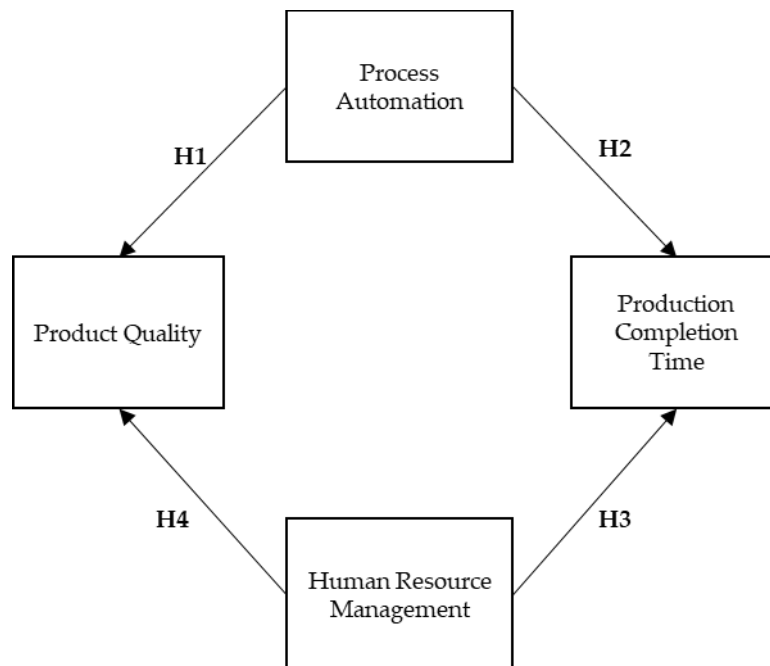 Process
Automation
H1
H2
Product Quality
Production
Completion
Time
H4
H3
Human Resource
Management